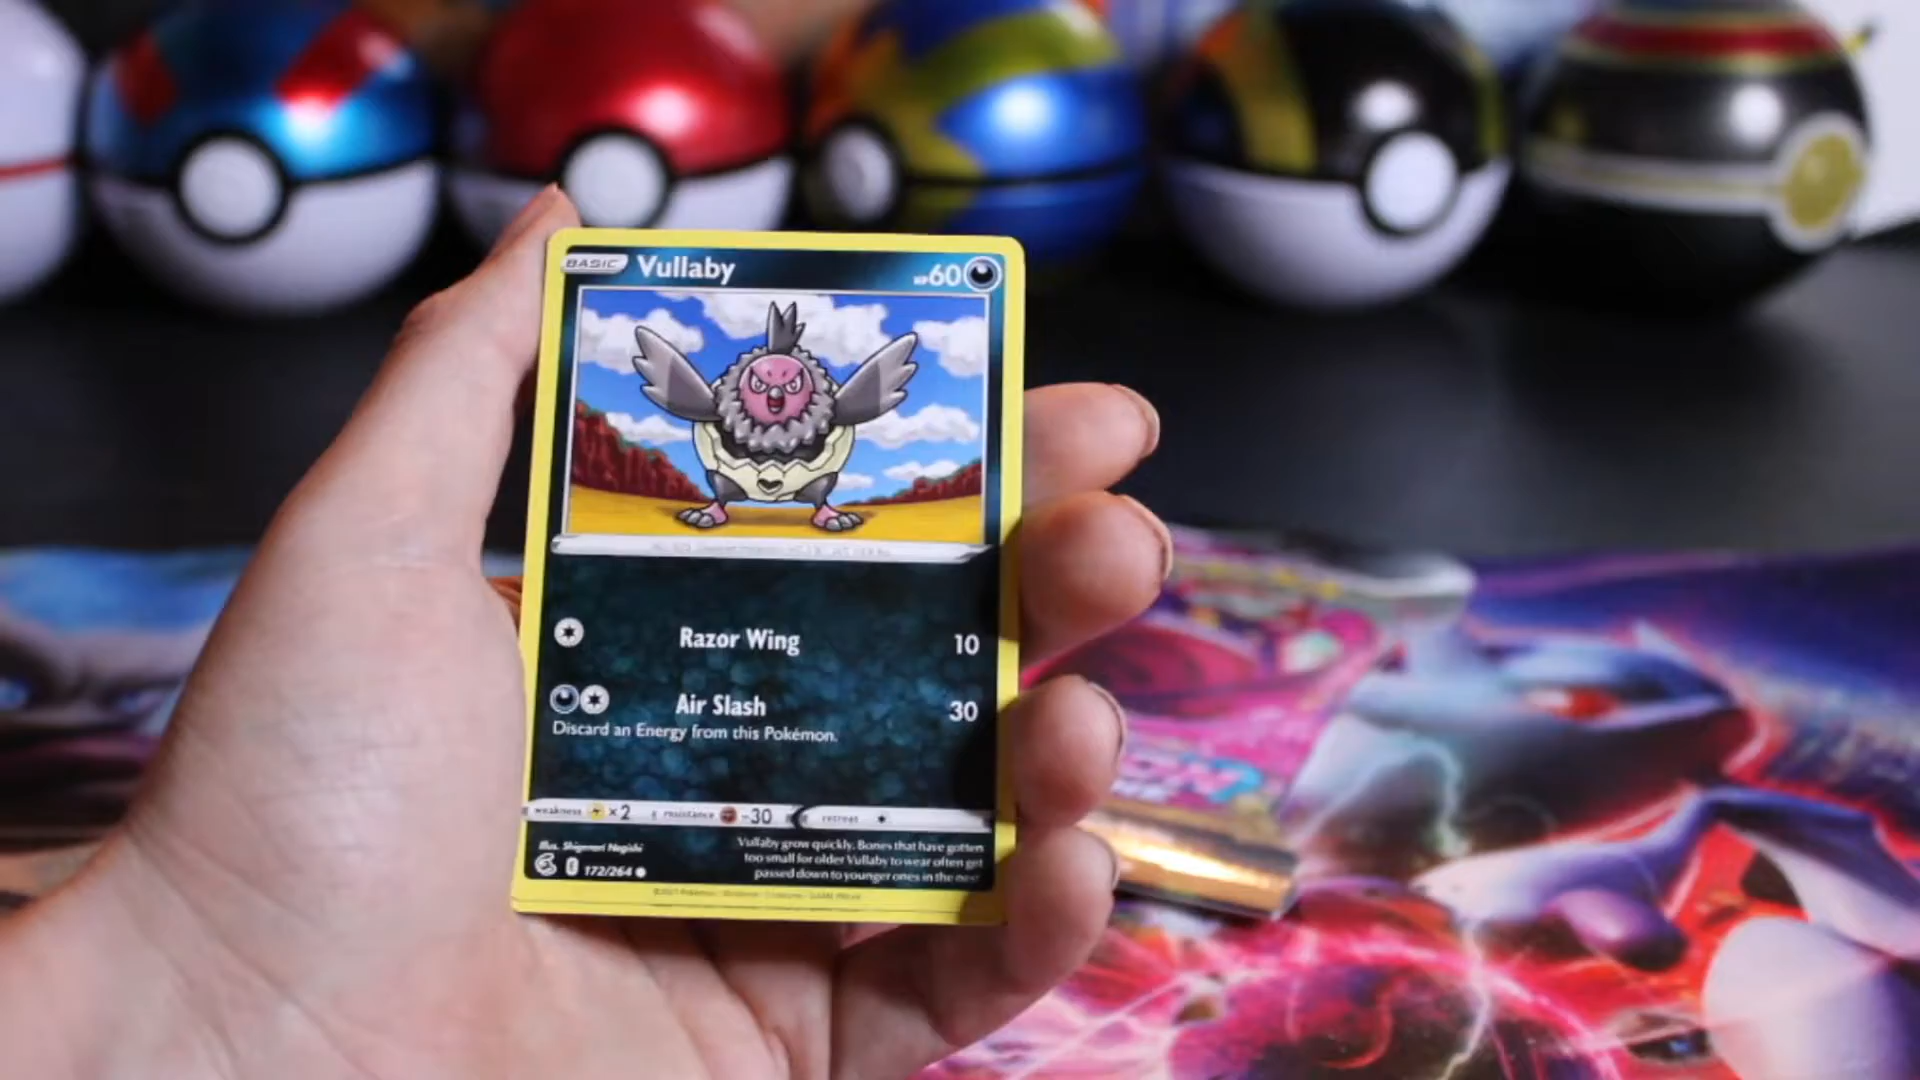 BASIC Vullaby HP60
Razor Wing 10
Air Slash 30
Discard an Energy from this Pokémon.
weakness ×2 resistance -30 retreat
Illus. Shigenori Negishi
Vullaby grow quickly. Bones that have gotten
too small for older Vullaby to wear often get
passed down to younger ones in the nest
172/264